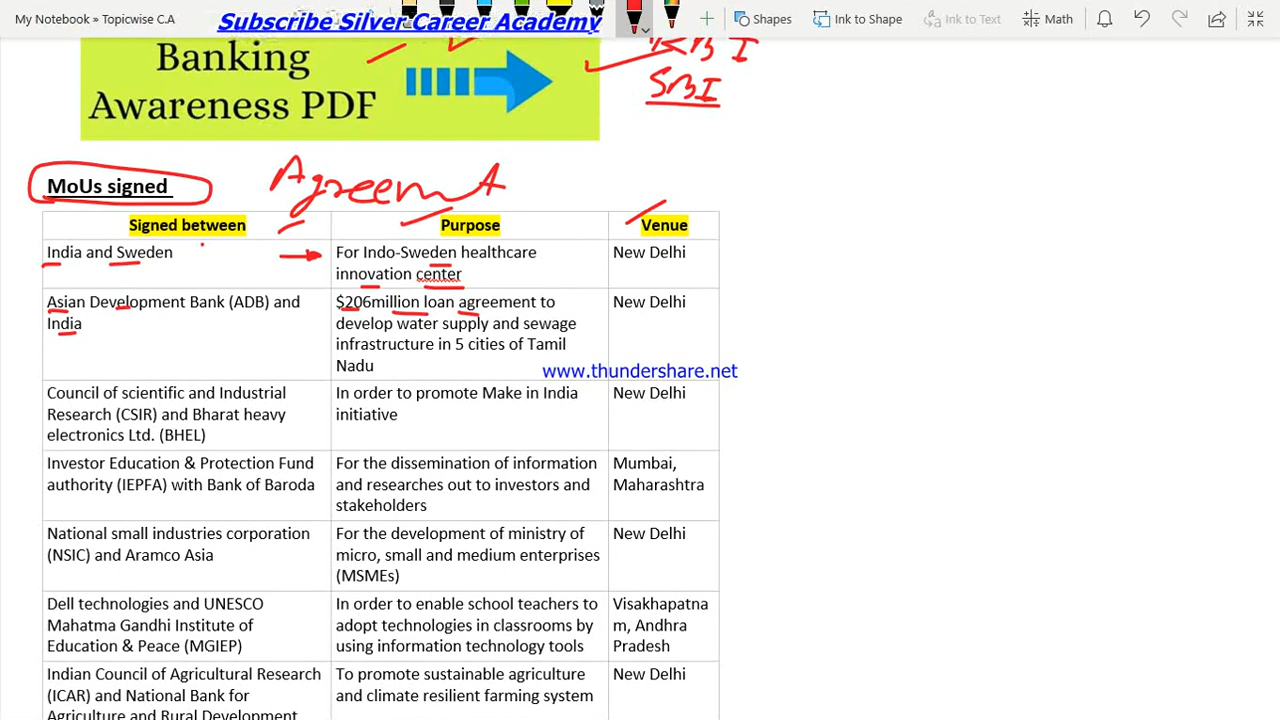 My Notebook » Topicwise C.A
Subscribe Silver Career Academy
Shapes
Ink to Shape
Ink to Text
Math
Banking
Awareness PDF
RBI
SBI
MoUs signed
Agreement
Signed between Purpose Venue
India and Sweden For Indo-Sweden healthcare New Delhi
innovation center
Asian Development Bank (ADB) and $206million loan agreement to New Delhi
India develop water supply and sewage
infrastructure in 5 cities of Tamil
Nadu
www.thundershare.net
Council of scientific and Industrial In order to promote Make in India New Delhi
Research (CSIR) and Bharat heavy initiative
electronics Ltd. (BHEL)
Investor Education & Protection Fund For the dissemination of information Mumbai,
authority (IEPFA) with Bank of Baroda and researches out to investors and Maharashtra
stakeholders
National small industries corporation For the development of ministry of New Delhi
(NSIC) and Aramco Asia micro, small and medium enterprises
(MSMEs)
Dell technologies and UNESCO In order to enable school teachers to Visakhapatna
Mahatma Gandhi Institute of adopt technologies in classrooms by m, Andhra
Education & Peace (MGIEP) using information technology tools Pradesh
Indian Council of Agricultural Research To promote sustainable agriculture New Delhi
(ICAR) and National Bank for and climate resilient farming system
Agriculture and Rural Development